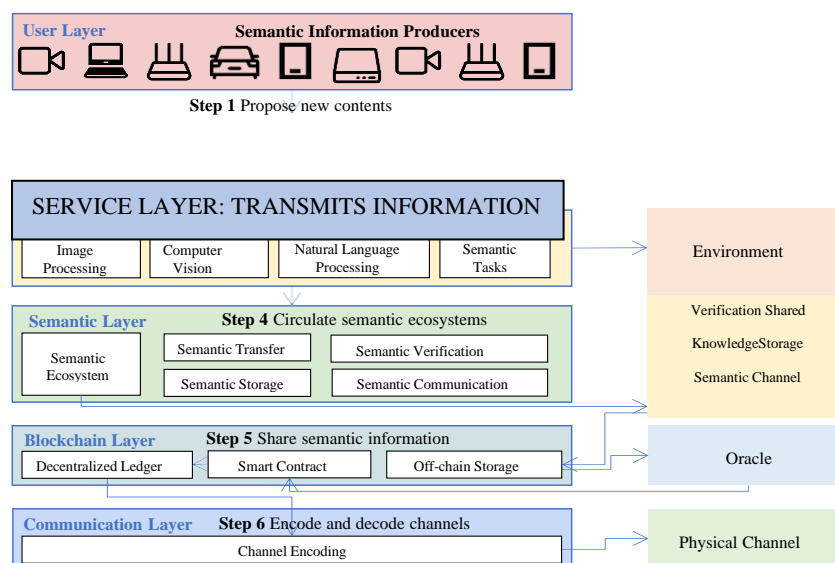 User Layer
Semantic Information Producers
Step 1 Propose new contents
SERVICE LAYER: TRANSMITS INFORMATION
Image
Processing
Computer
Vision
Natural Language
Processing
Semantic
Tasks
Environment
Semantic Layer
Step 4 Circulate semantic ecosystems
Semantic
Ecosystem
Semantic Transfer
Semantic Verification
Semantic Storage
Semantic Communication
Verification Shared
KnowledgeStorage
Semantic Channel
Blockchain Layer
Step 5 Share semantic information
Decentralized Ledger
Smart Contract
Off-chain Storage
Oracle
Communication Layer
Step 6 Encode and decode channels
Channel Encoding
Physical Channel